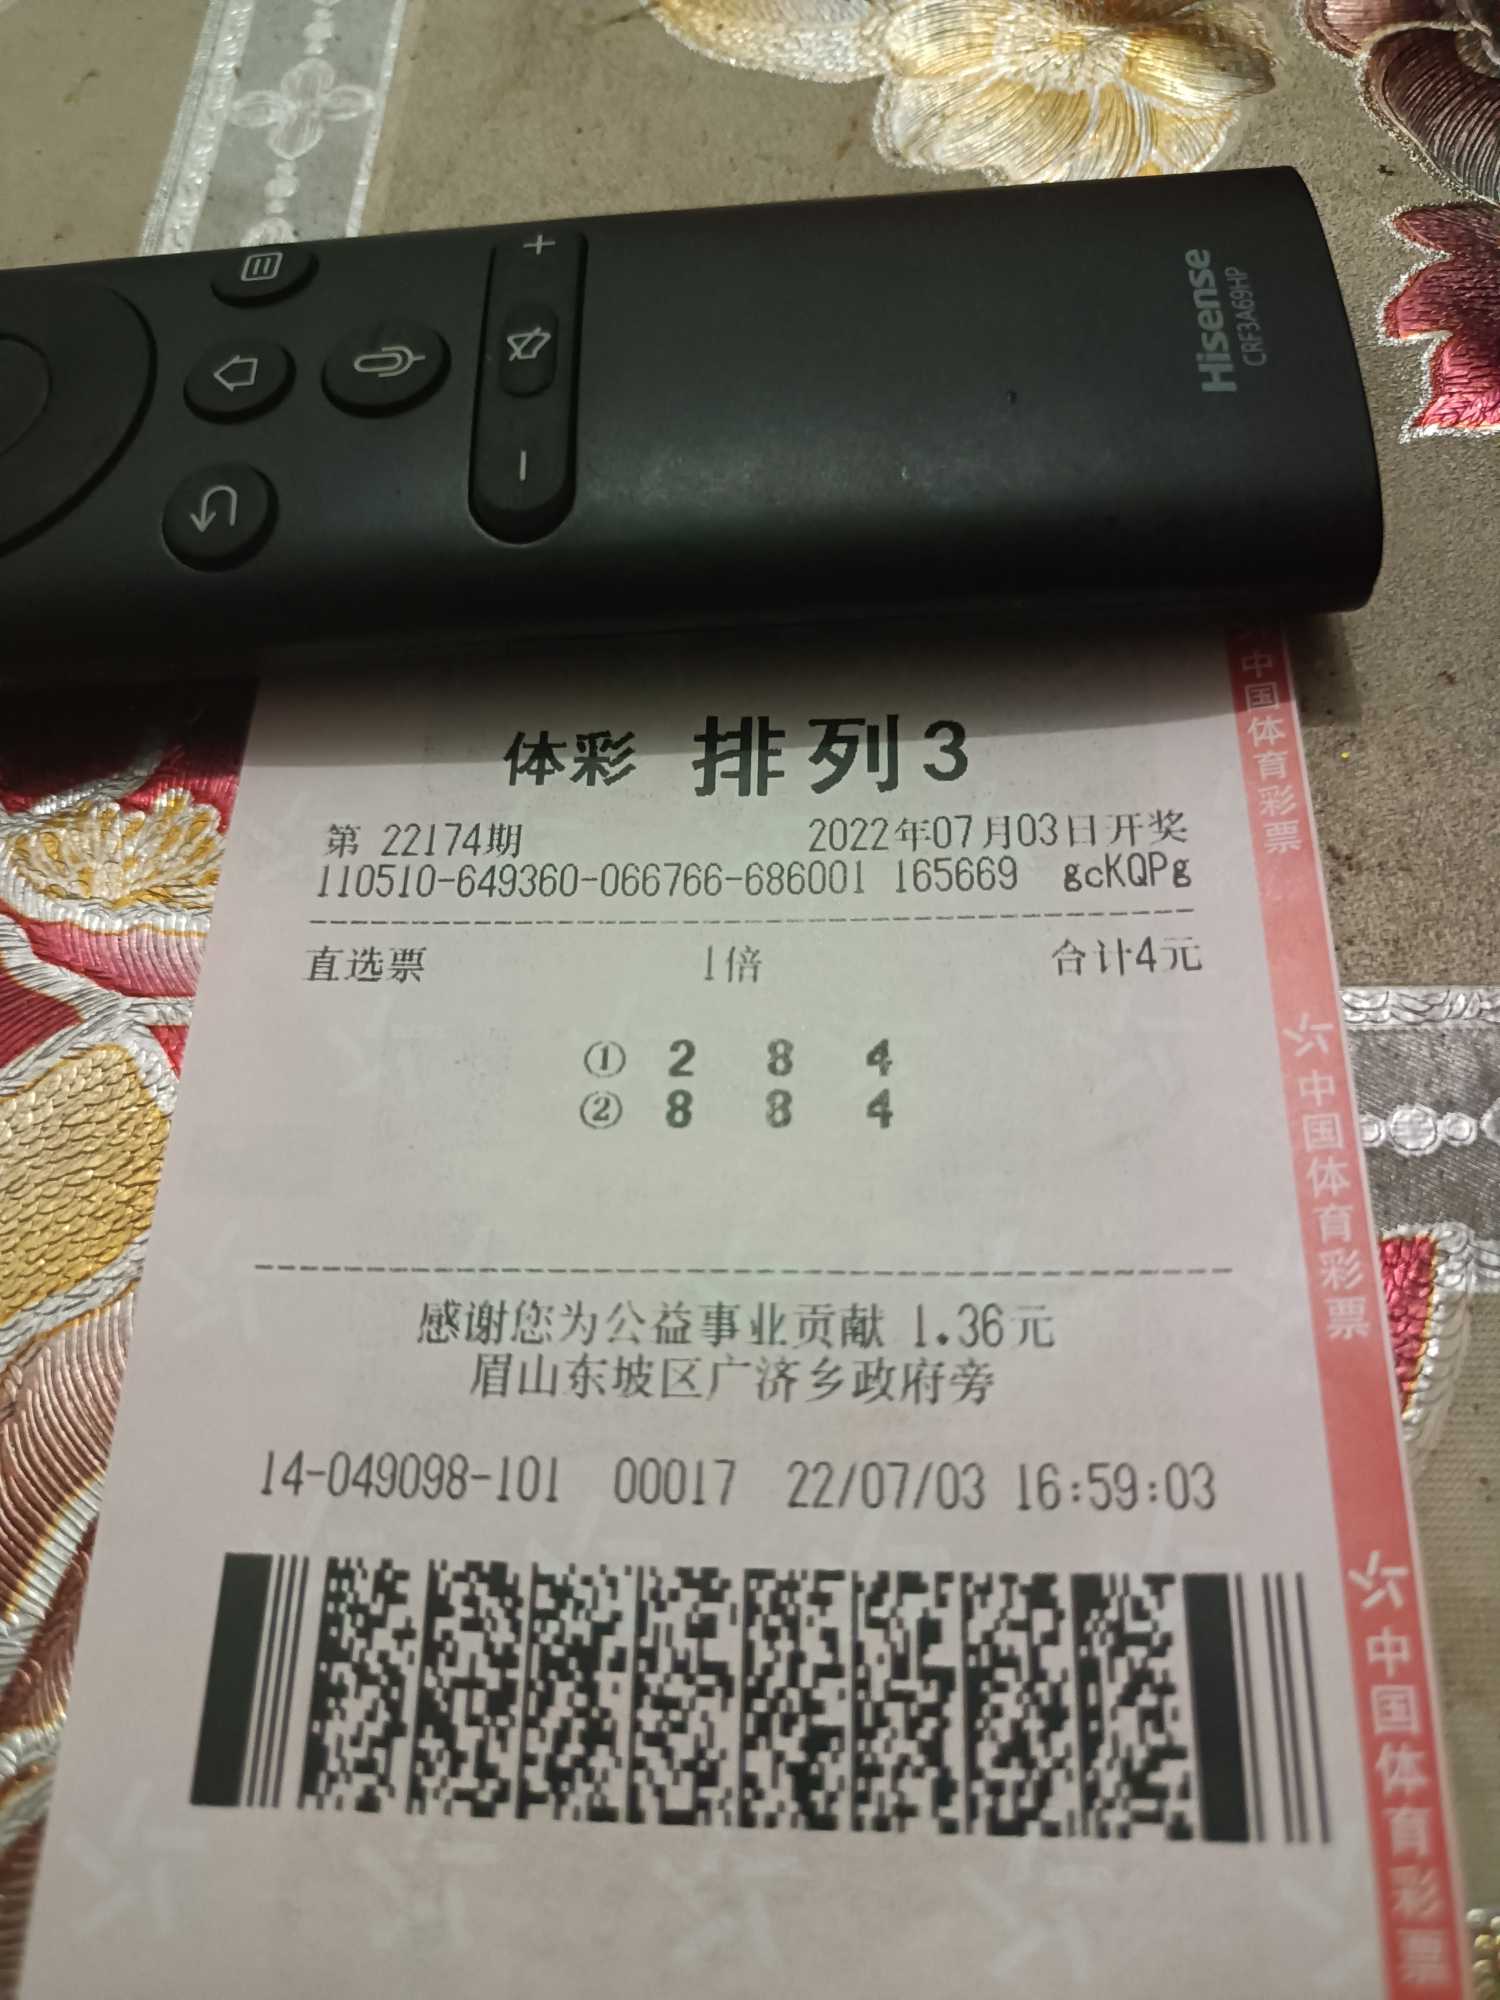 Hisense
CRF3A69HP
体彩 排列3
第 22174期 2022年07月03日开奖
110510-649360-066766-686001 165669 gcKQPg
直选票 1倍 合计4元
① 2 8 4
② 8 8 4
感谢您为公益事业贡献 1.36元
眉山东坡区广济乡政府旁
14-049098-101 00017 22/07/03 16:59:03
中国体育彩票
中国体育彩票
中国体育彩票